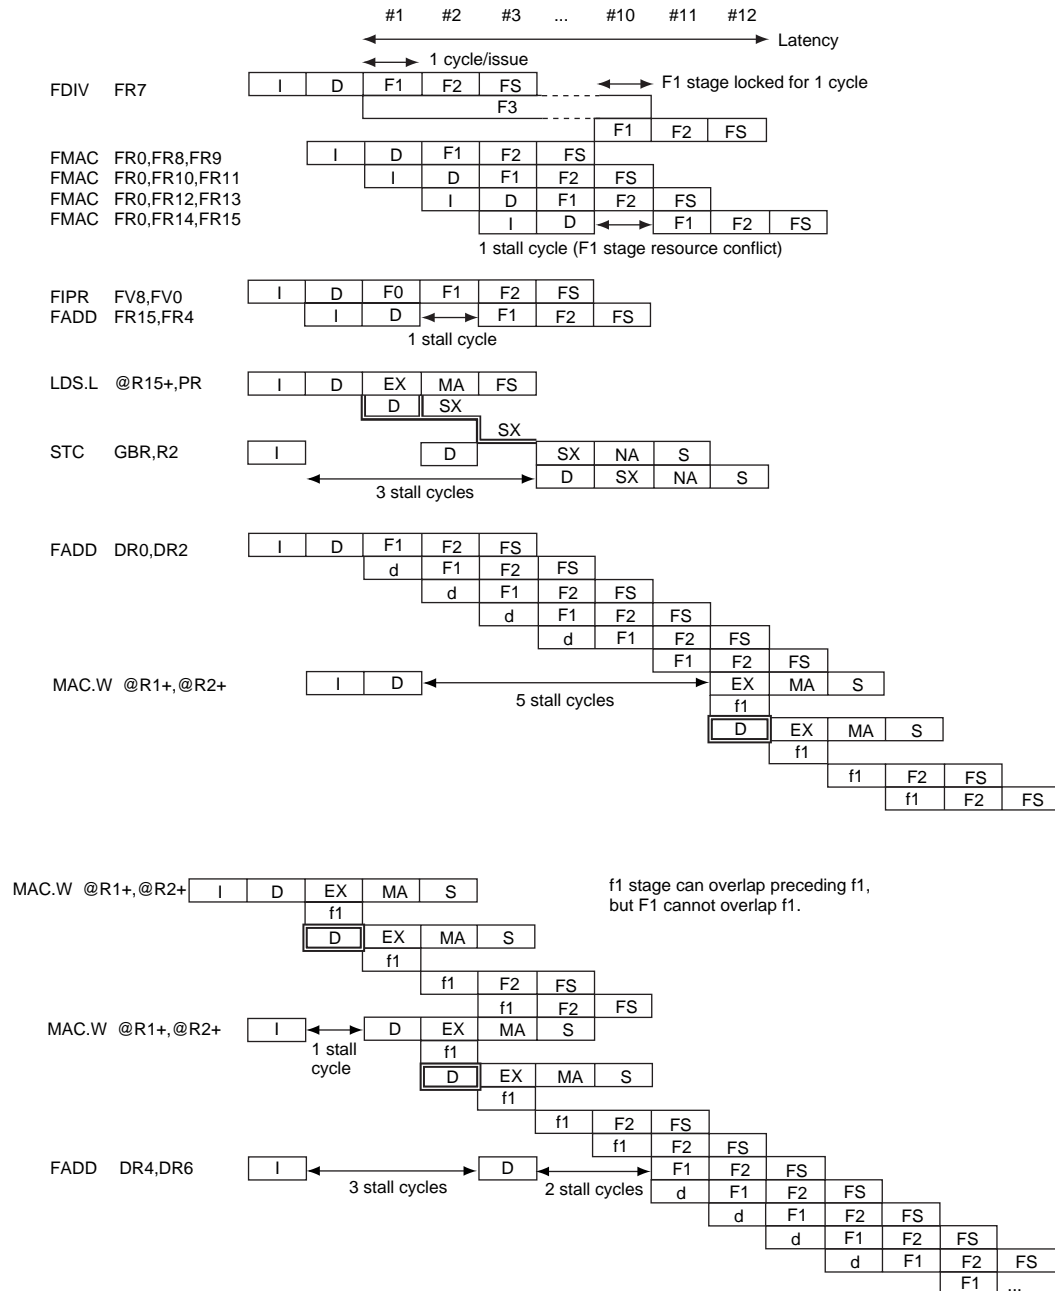 #1 #2 #3 ... #10 #11 #12
Latency
1 cycle/issue
F1 stage locked for 1 cycle
FDIV FR7 I D F1 F2 FS
F3
F1 F2 FS
FMAC FR0,FR8,FR9 I D F1 F2 FS
FMAC FR0,FR10,FR11 I D F1 F2 FS
FMAC FR0,FR12,FR13 I D F1 F2 FS
FMAC FR0,FR14,FR15 I D F1 F2 FS
1 stall cycle (F1 stage resource conflict)
FIPR FV8,FV0 I D F0 F1 F2 FS
FADD FR15,FR4 I D F1 F2 FS
1 stall cycle
LDS.L @R15+,PR I D EX MA FS
D SX
SX
STC GBR,R2 I D SX NA S
D SX NA S
3 stall cycles
FADD DR0,DR2 I D F1 F2 FS
d F1 F2 FS
d F1 F2 FS
d F1 F2 FS
d F1 F2 FS
F1 F2 FS
MAC.W @R1+,@R2+ I D 5 stall cycles EX MA S
f1
D EX MA S
f1
f1 F2 FS
f1 F2 FS
MAC.W @R1+,@R2+ I D EX MA S
f1 stage can overlap preceding f1,
but F1 cannot overlap f1.
f1
D EX MA S
f1
f1 F2 FS
f1 F2 FS
MAC.W @R1+,@R2+ I D EX MA S
1 stall
cycle
f1
D EX MA S
f1
f1 F2 FS
f1 F2 FS
FADD DR4,DR6 I D F1 F2 FS
3 stall cycles 2 stall cycles
d F1 F2 FS
d F1 F2 FS
d F1 F2 FS
d F1 F2 FS
F1 ...